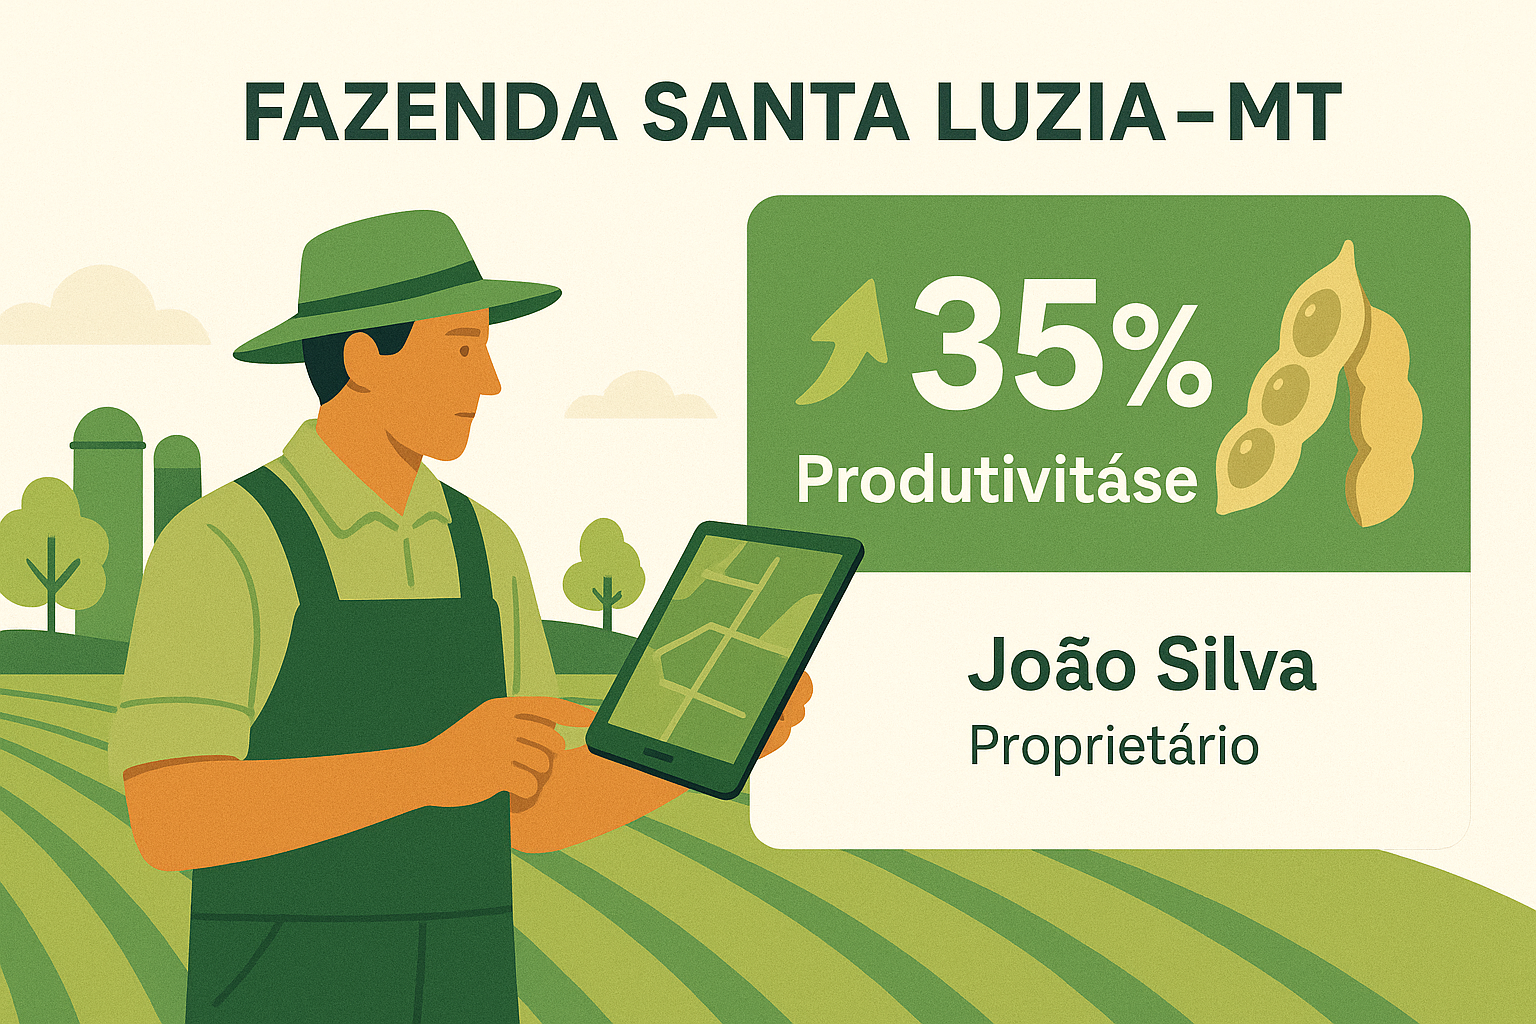 FAZENDA SANTA LUZIA – MT
35%
Produtivitáse
João Silva
Proprietário